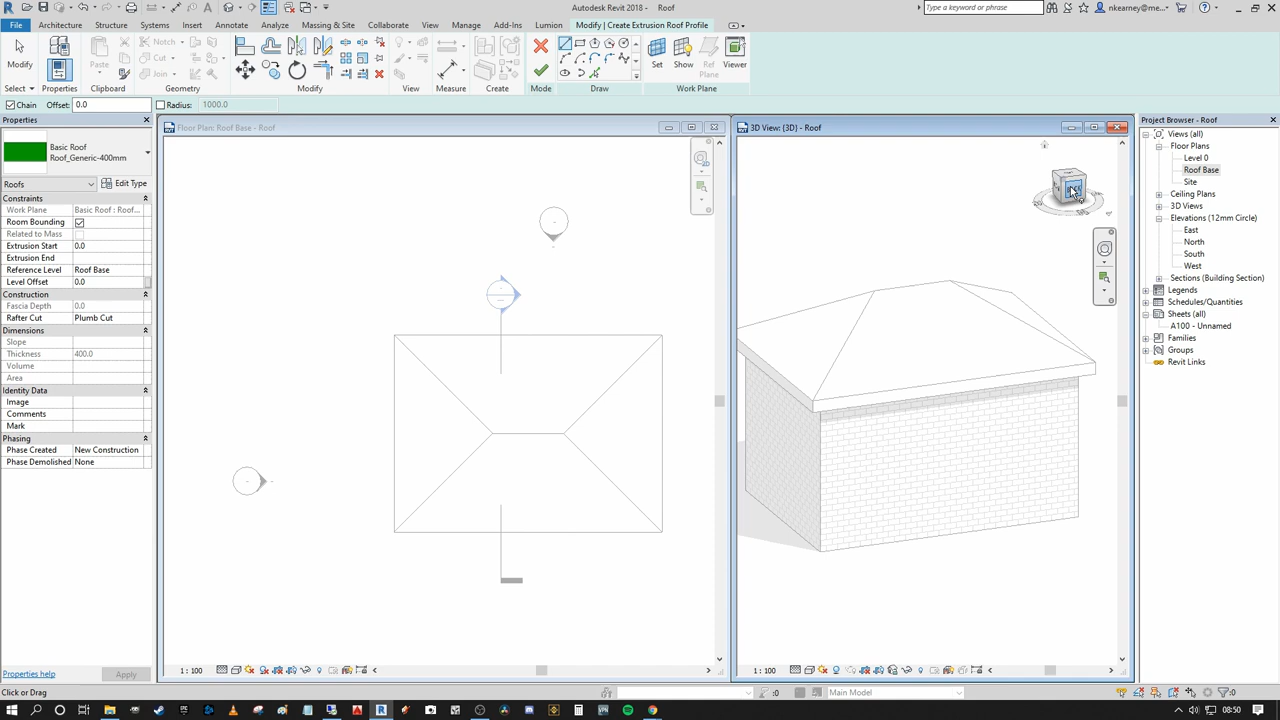 Autodesk Revit 2018 - Roof
Type a keyword or phrase
nkearney@me...
File Architecture Structure Systems Insert Annotate Analyze Massing & Site Collaborate View Manage Add-Ins Lumion Modify | Create Extrusion Roof Profile
Modify
Properties
Paste
Notch
Cut
Join
Set
Show
Ref Plane
Viewer
Select Properties Clipboard Geometry Modify View Measure Create Mode Draw Work Plane
Chain Offset: 0.0 Radius: 1000.0
Properties
Basic Roof
Roof_Generic-400mm
Roofs Edit Type
Constraints
Work Plane Basic Roof : Roof...
Room Bounding
Related to Mass
Extrusion Start 0.0
Extrusion End
Reference Level Roof Base
Level Offset 0.0
Construction
Fascia Depth 0.0
Rafter Cut Plumb Cut
Dimensions
Slope
Thickness 400.0
Volume
Area
Identity Data
Image
Comments
Mark
Phasing
Phase Created New Construction
Phase Demolished None
Properties help Apply
Floor Plan: Roof Base - Roof
1 : 100
3D View: {3D} - Roof
1 : 100
Project Browser - Roof
Views (all)
Floor Plans
Level 0
Roof Base
Site
Ceiling Plans
3D Views
Elevations (12mm Circle)
East
North
South
West
Sections (Building Section)
Legends
Schedules/Quantities
Sheets (all)
A100 - Unnamed
Families
Groups
Revit Links
Click or Drag
:0 Main Model :0
08:50